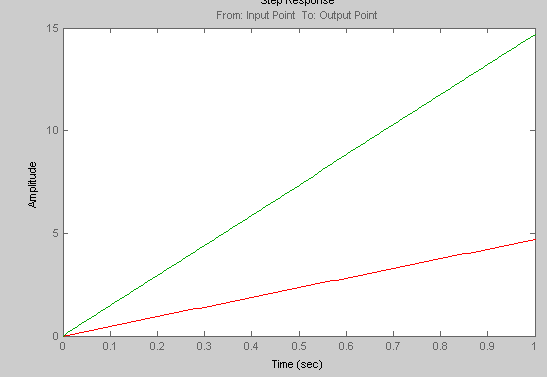 Step Response
From: Input Point To: Output Point
15
10
5
0
Amplitude
0 0.1 0.2 0.3 0.4 0.5 0.6 0.7 0.8 0.9 1
Time (sec)